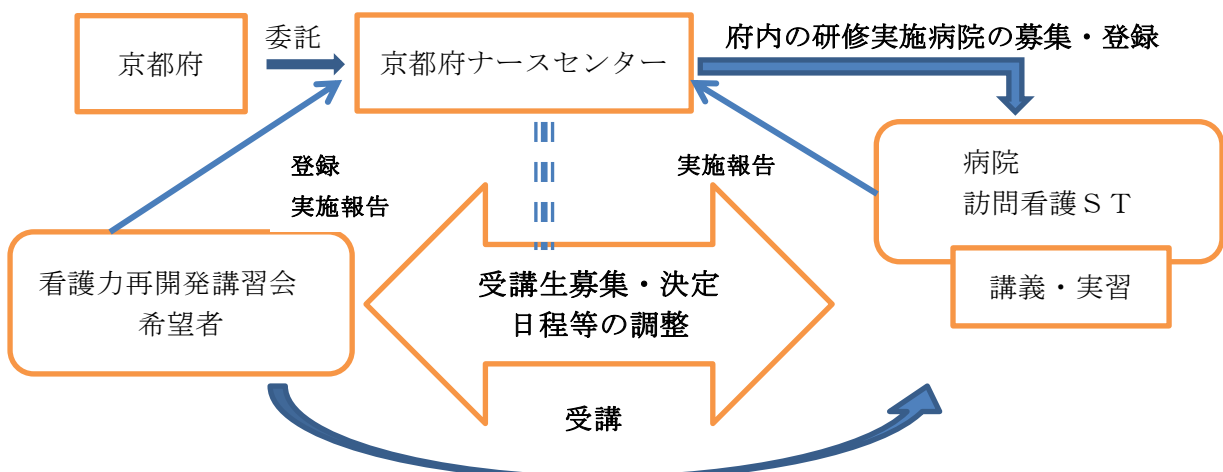 京都府
委託
京都府ナースセンター
府内の研修実施病院の募集・登録
登録
実施報告
実施報告
病院
訪問看護ＳＴ
講義・実習
看護力再開発講習会
希望者
受講生募集・決定
日程等の調整
受講